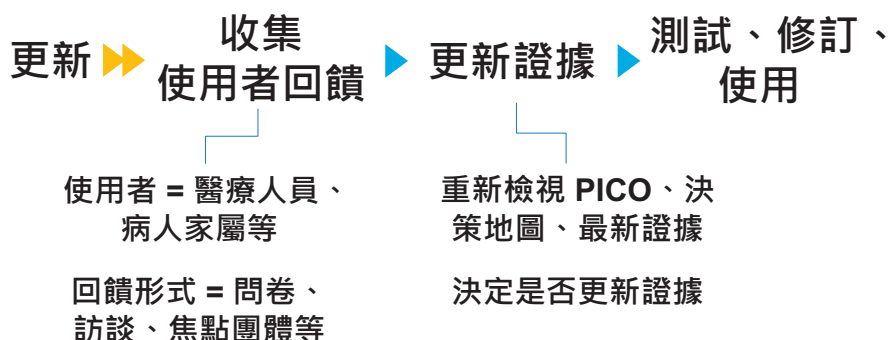 更新
收集
使用者回饋
更新證據
測試、修訂、
使用
使用者 = 醫療人員、
病人家屬等
回饋形式 = 問卷、
訪談、焦點團體等
重新檢視 PICO、決
策地圖、最新證據
決定是否更新證據